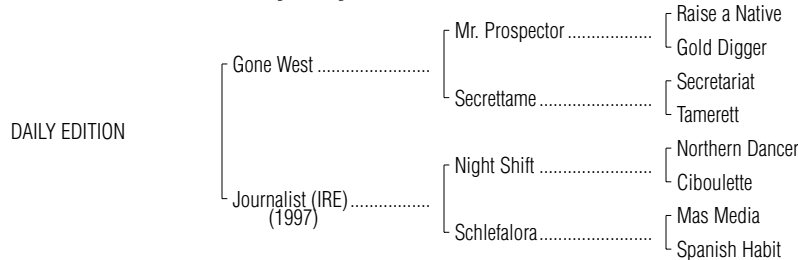 Raise a Native
Mr. Prospector ..................
Gold Digger
Gone West ........................
Secretariat
Secrettame ........................
Tamerett
DAILY EDITION
Northern Dancer
Night Shift ........................
Ciboulette
Journalist (IRE) .................
(1997)
Mas Media
Schlefalora ........................
Spanish Habit